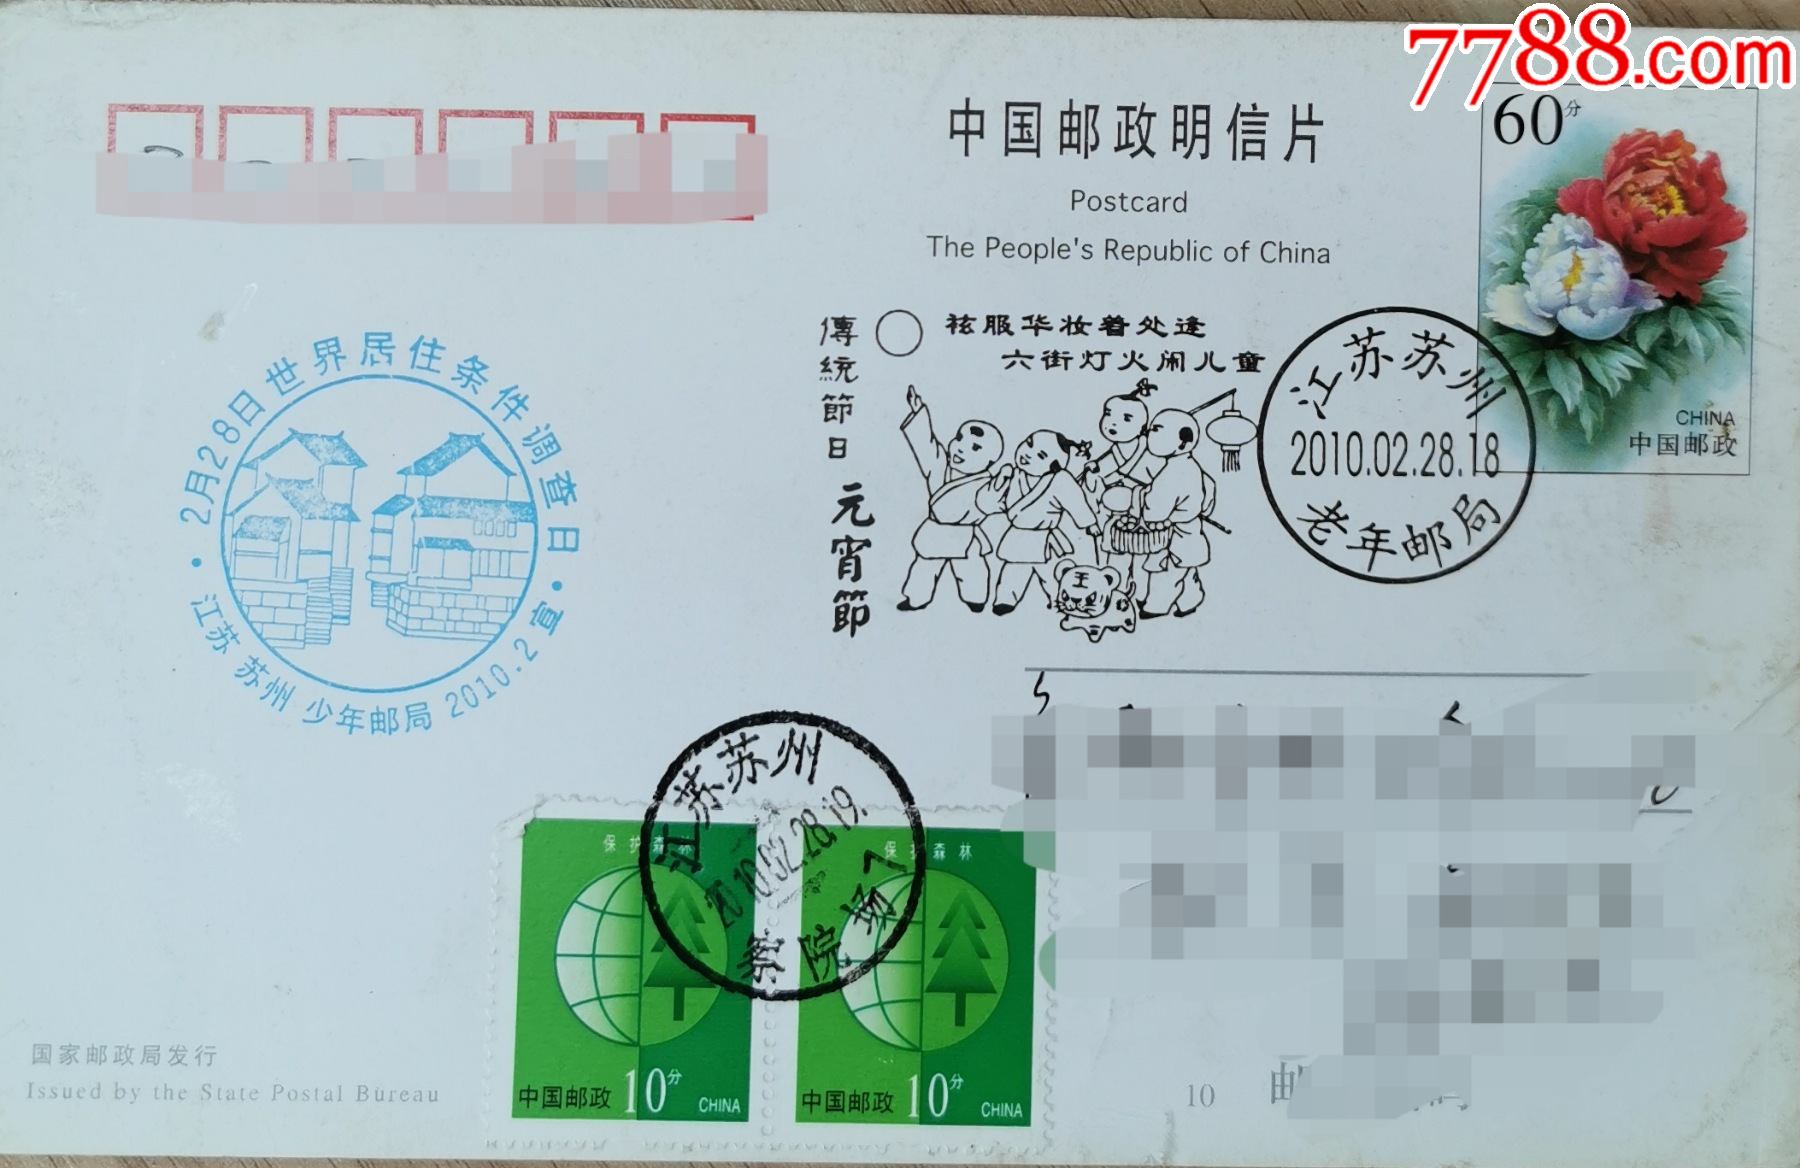 7788.com
中国邮政明信片
Postcard
The People's Republic of China
60分
CHINA
中国邮政
傳統節日 元宵節
袨服华妆着处逢
六街灯火闹儿童
江苏苏州
2010.02.28.18
老年邮局
2月28日世界居住条件调查日
江苏 苏州 少年邮局 2010.2
江苏苏州
2010.02.28.19.
察院场
保护森林
中国邮政 10分 CHINA
保护森林
中国邮政 10分 CHINA
国家邮政局发行
Issued by the State Postal Bureau
10
邮